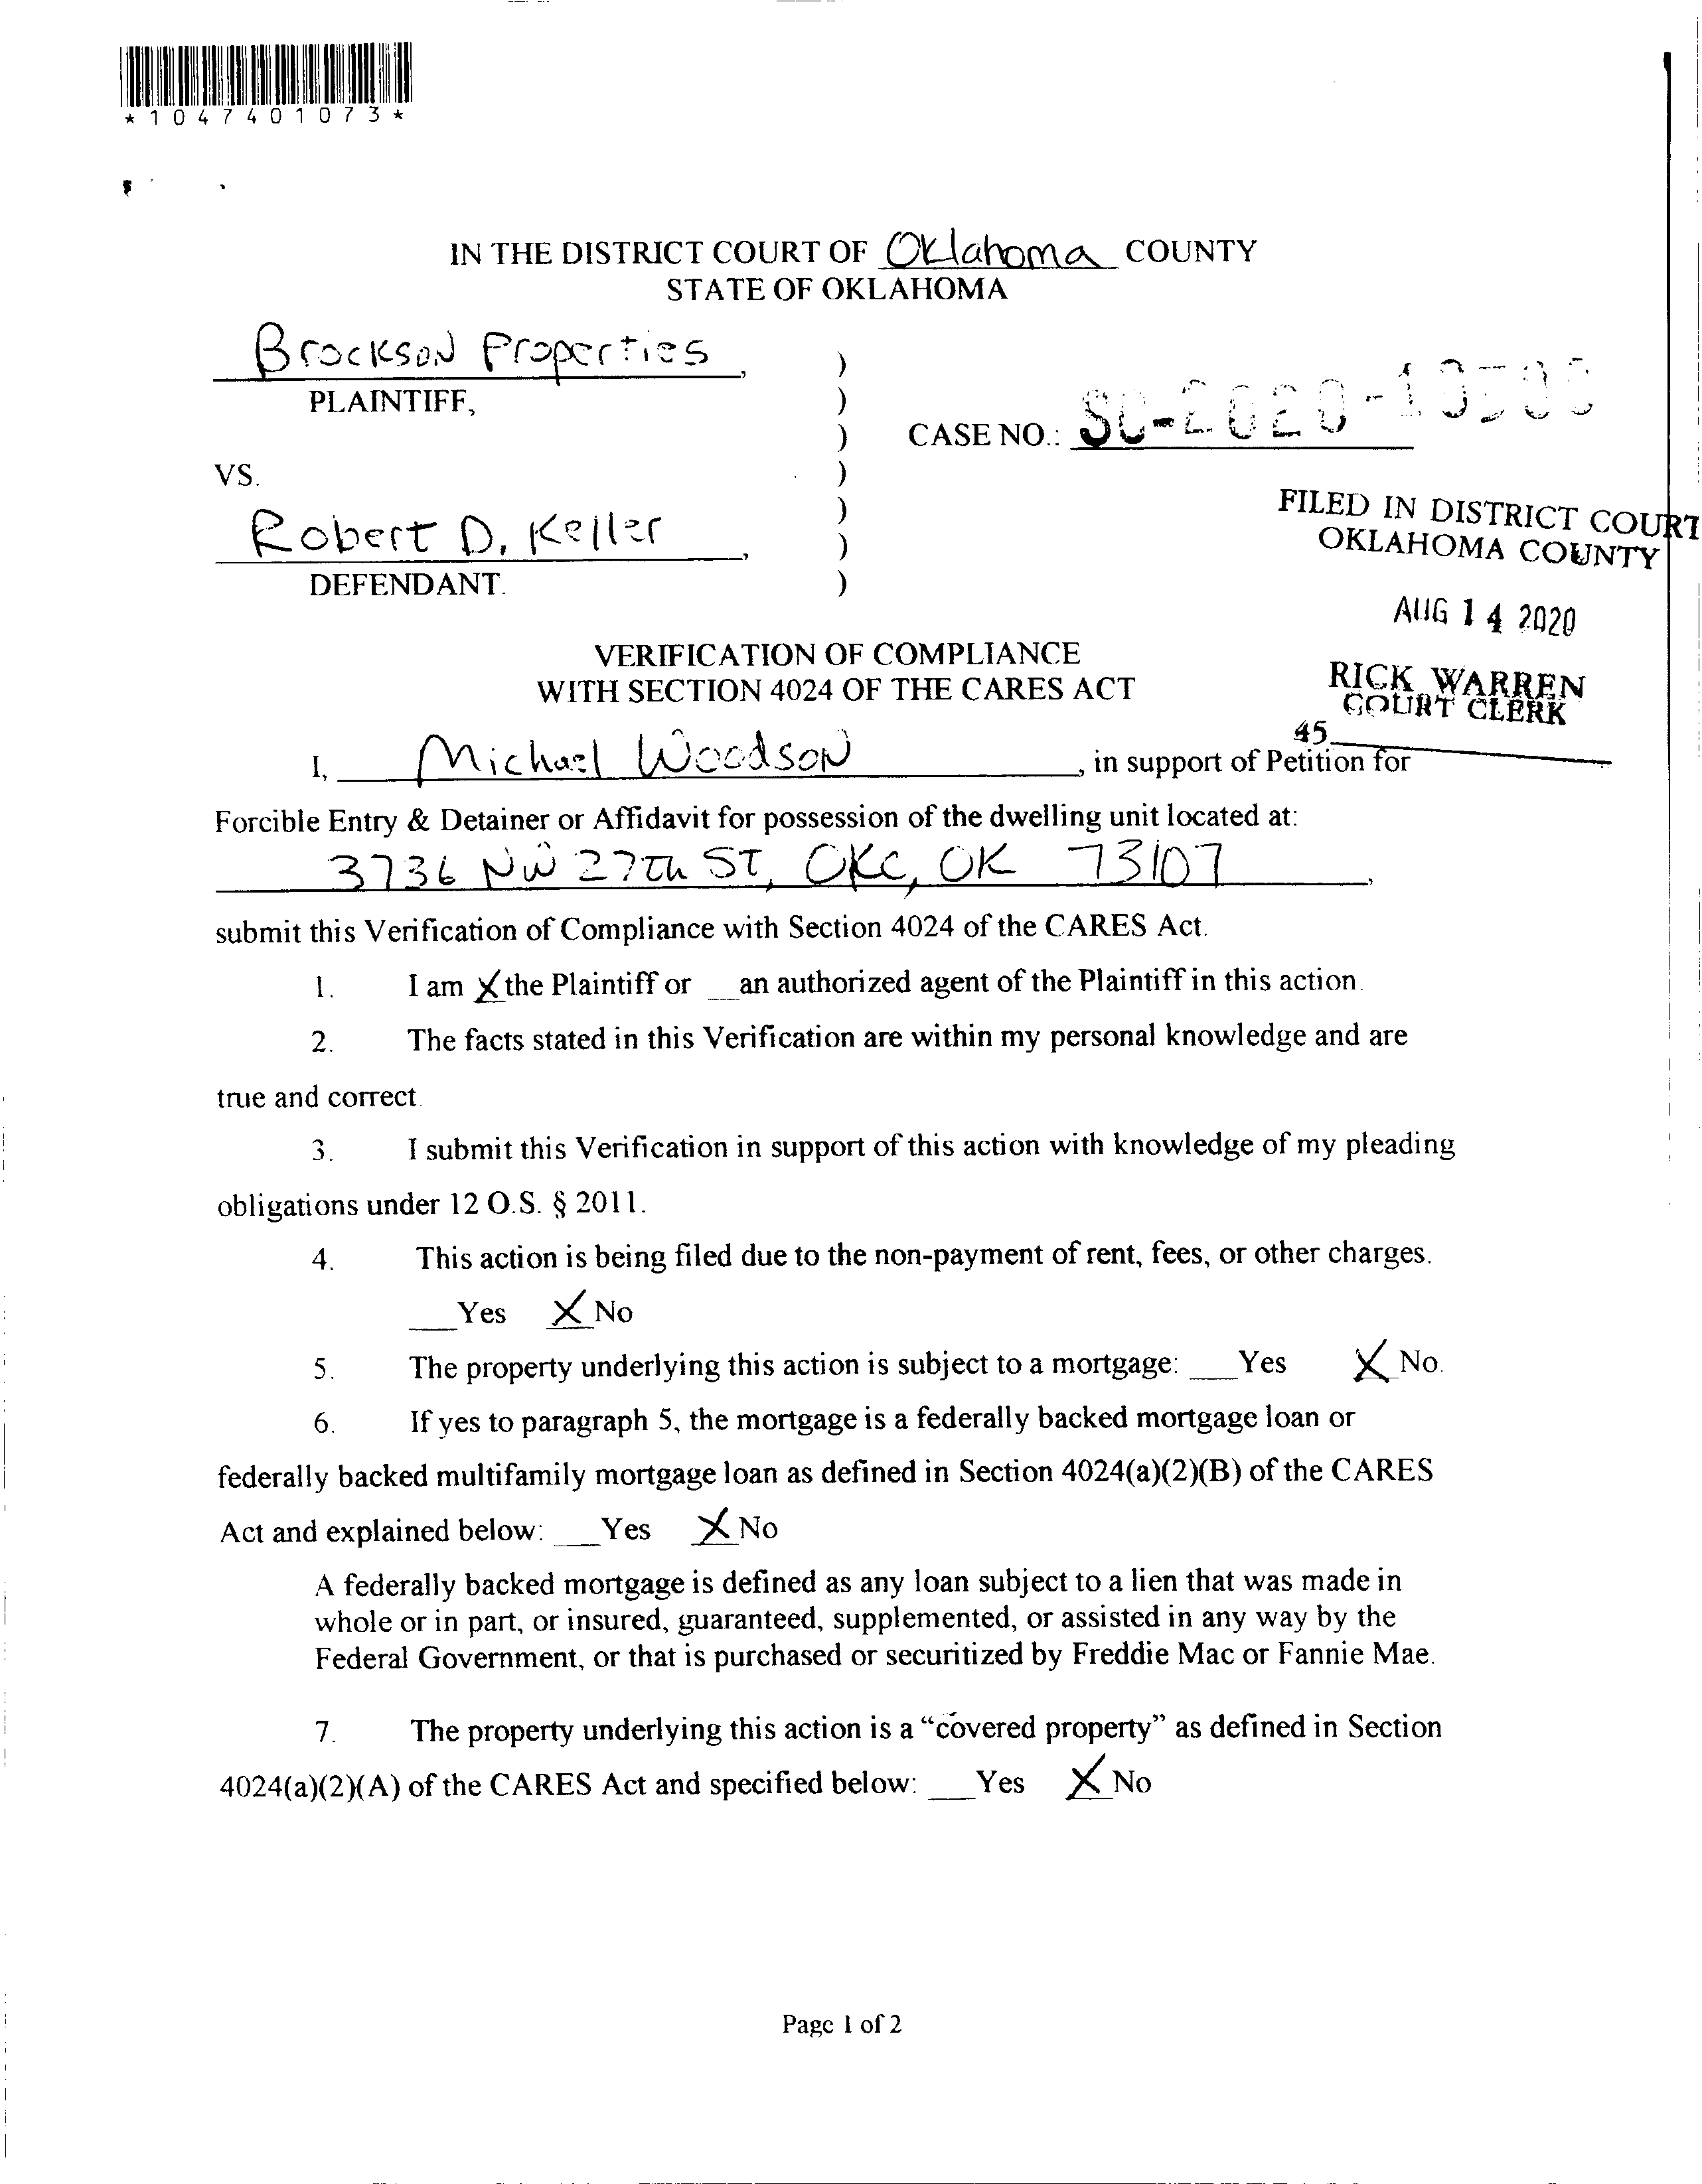 *1047401073*
IN THE DISTRICT COURT OF Oklahoma COUNTY
STATE OF OKLAHOMA
Brockson Properties,
PLAINTIFF,
CASE NO.: SC-2020-
VS.
Robert D. Keller,
DEFENDANT.
FILED IN DISTRICT COURT
OKLAHOMA COUNTY
AUG 14 2020
RICK WARREN
COURT CLERK
45
VERIFICATION OF COMPLIANCE
WITH SECTION 4024 OF THE CARES ACT
I, Michael Woodson, in support of Petition for
Forcible Entry & Detainer or Affidavit for possession of the dwelling unit located at:
3736 NW 27th ST, OKC, OK 73107,
submit this Verification of Compliance with Section 4024 of the CARES Act.
1. I am X the Plaintiff or __an authorized agent of the Plaintiff in this action.
2. The facts stated in this Verification are within my personal knowledge and are
true and correct.
3. I submit this Verification in support of this action with knowledge of my pleading
obligations under 12 O.S. § 2011.
4. This action is being filed due to the non-payment of rent, fees, or other charges.
___Yes X No
5. The property underlying this action is subject to a mortgage: ___Yes X No.
6. If yes to paragraph 5, the mortgage is a federally backed mortgage loan or
federally backed multifamily mortgage loan as defined in Section 4024(a)(2)(B) of the CARES
Act and explained below: ___Yes X No
A federally backed mortgage is defined as any loan subject to a lien that was made in
whole or in part, or insured, guaranteed, supplemented, or assisted in any way by the
Federal Government, or that is purchased or securitized by Freddie Mac or Fannie Mae.
7. The property underlying this action is a “covered property” as defined in Section
4024(a)(2)(A) of the CARES Act and specified below: ___Yes X No
Page 1 of 2